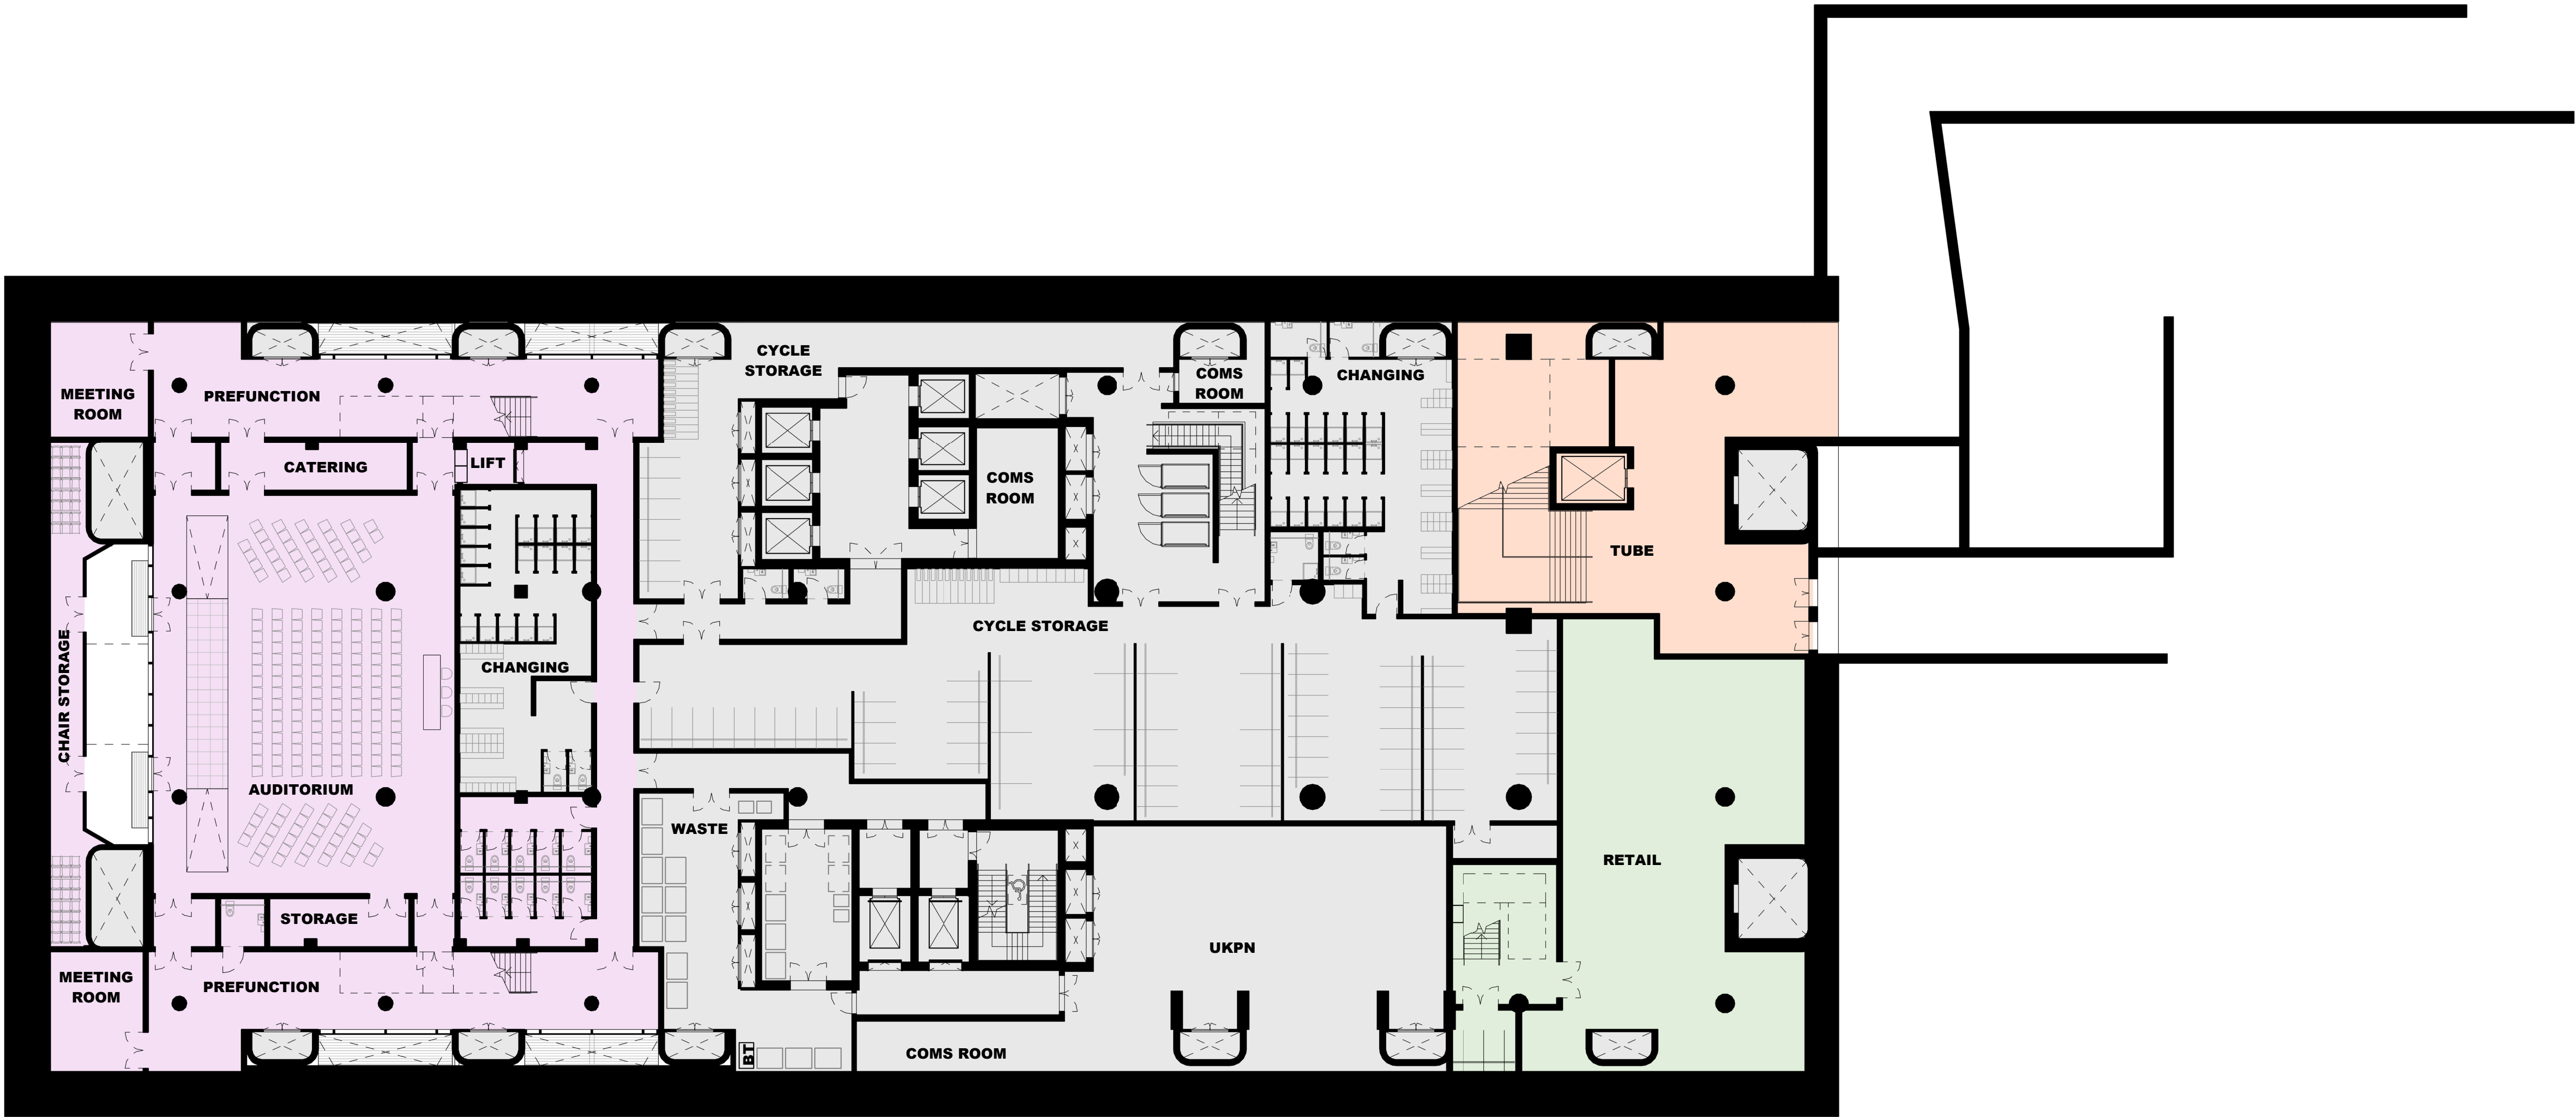 CYCLE
STORAGE
MEETING
ROOM
PREFUNCTION
COMS
ROOM
CHANGING
CATERING
LIFT
COMS
ROOM
TUBE
CYCLE STORAGE
CHAIR STORAGE
CHANGING
AUDITORIUM
WASTE
RETAIL
STORAGE
UKPN
MEETING
ROOM
PREFUNCTION
BT
COMS ROOM